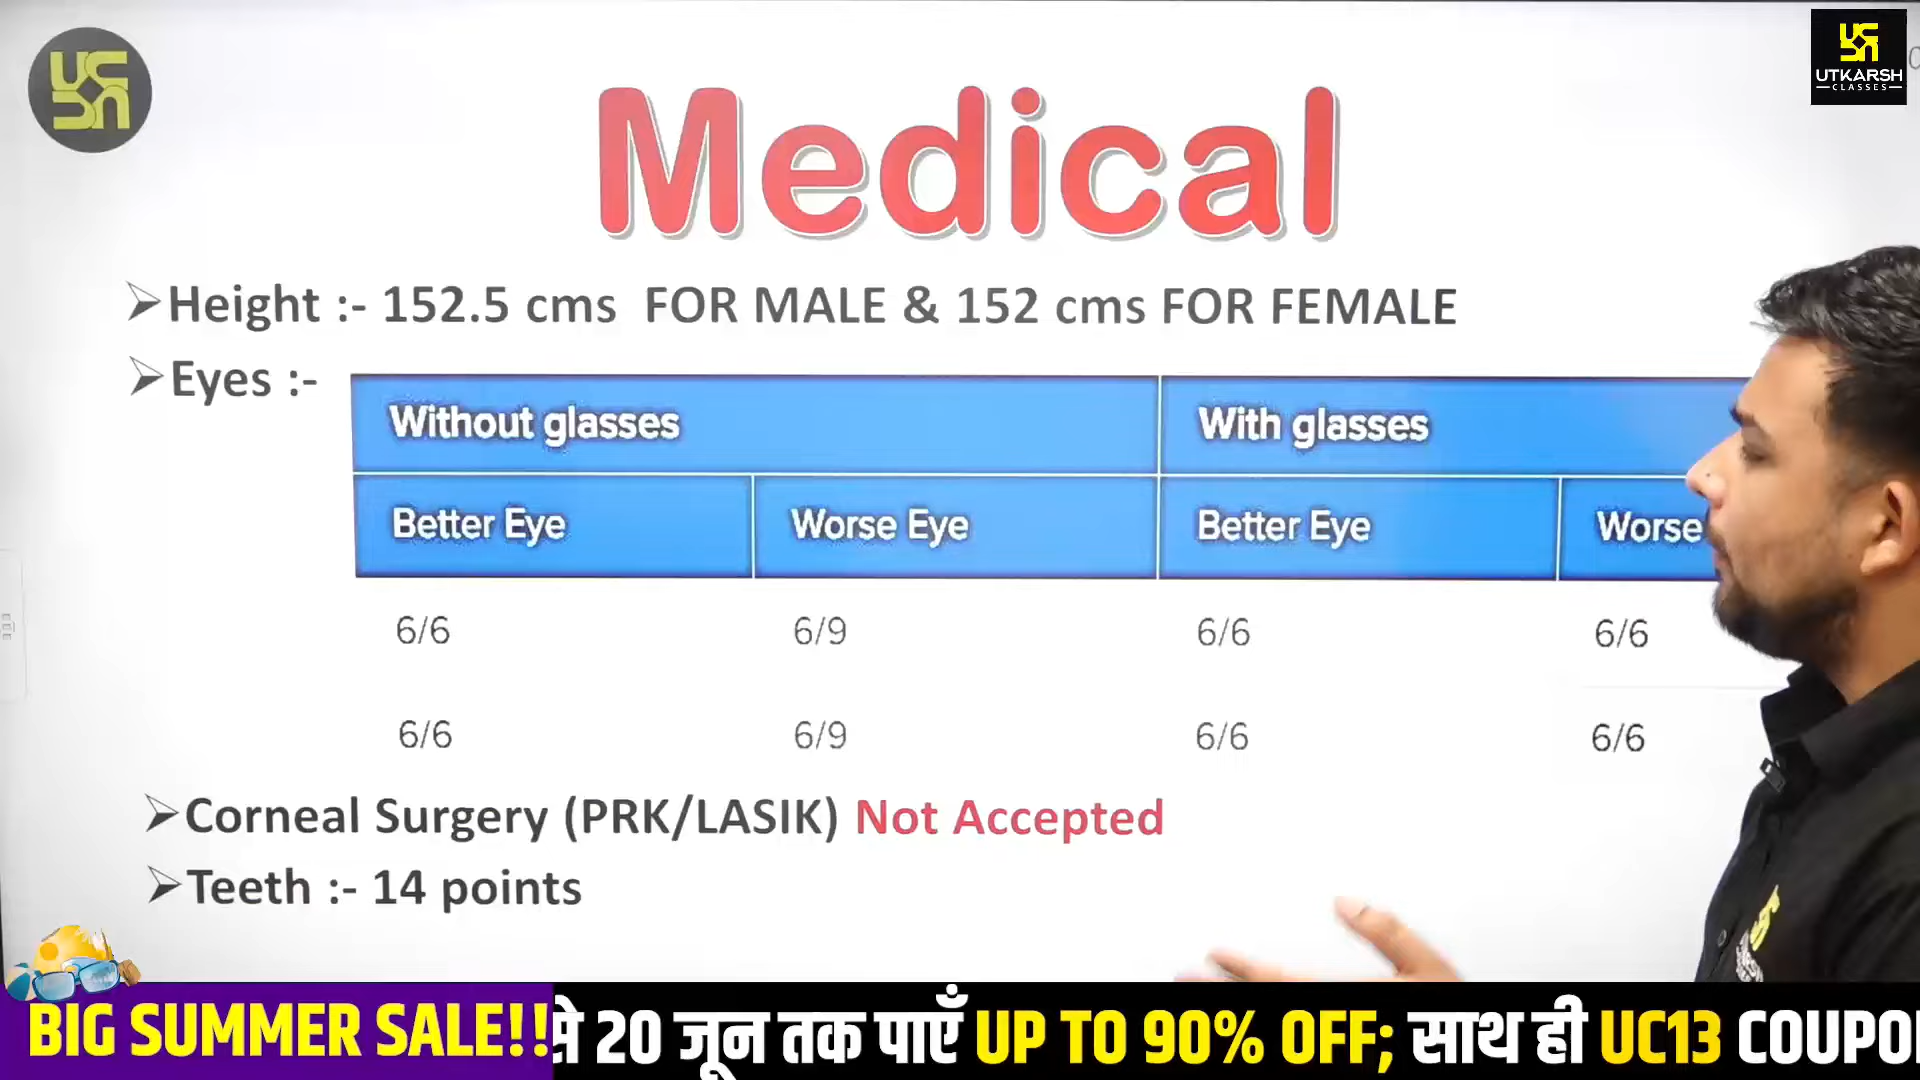 UTKARSH
CLASSES
Medical
Height :- 152.5 cms FOR MALE & 152 cms FOR FEMALE
Eyes :-
Without glasses With glasses
Better Eye Worse Eye Better Eye Worse
6/6 6/9 6/6 6/6
6/6 6/9 6/6 6/6
Corneal Surgery (PRK/LASIK) Not Accepted
Teeth :- 14 points
BIG SUMMER SALE!! से 20 जून तक पाएँ UP TO 90% OFF; साथ ही UC13 COUPO